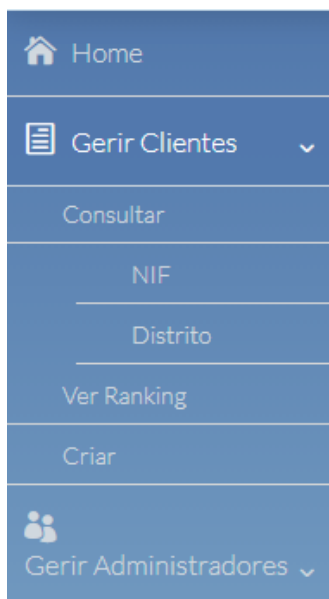 Home
Gerir Clientes
Consultar
NIF
Distrito
Ver Ranking
Criar
Gerir Administradores